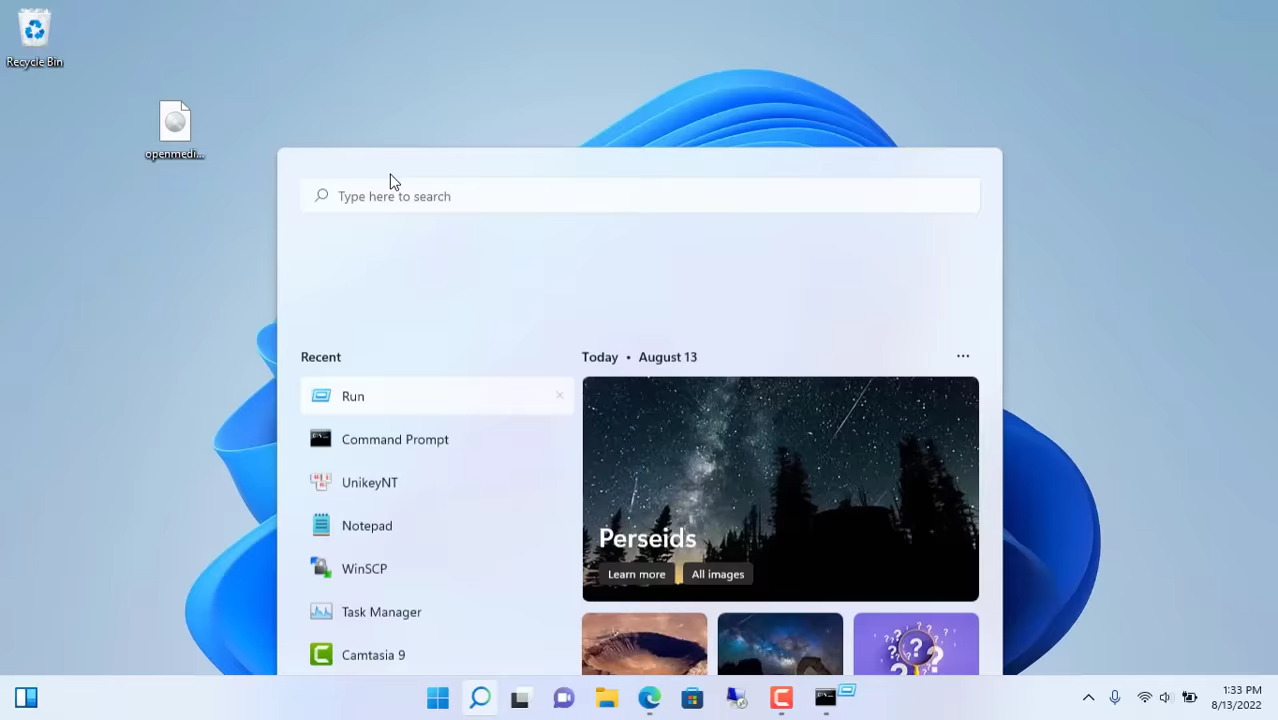 Recycle Bin
openmedi...
Type here to search
Recent
Today • August 13
...
Run
Command Prompt
UnikeyNT
Notepad
WinSCP
Task Manager
Camtasia 9
Perseids
Learn more
All images
1:33 PM
8/13/2022